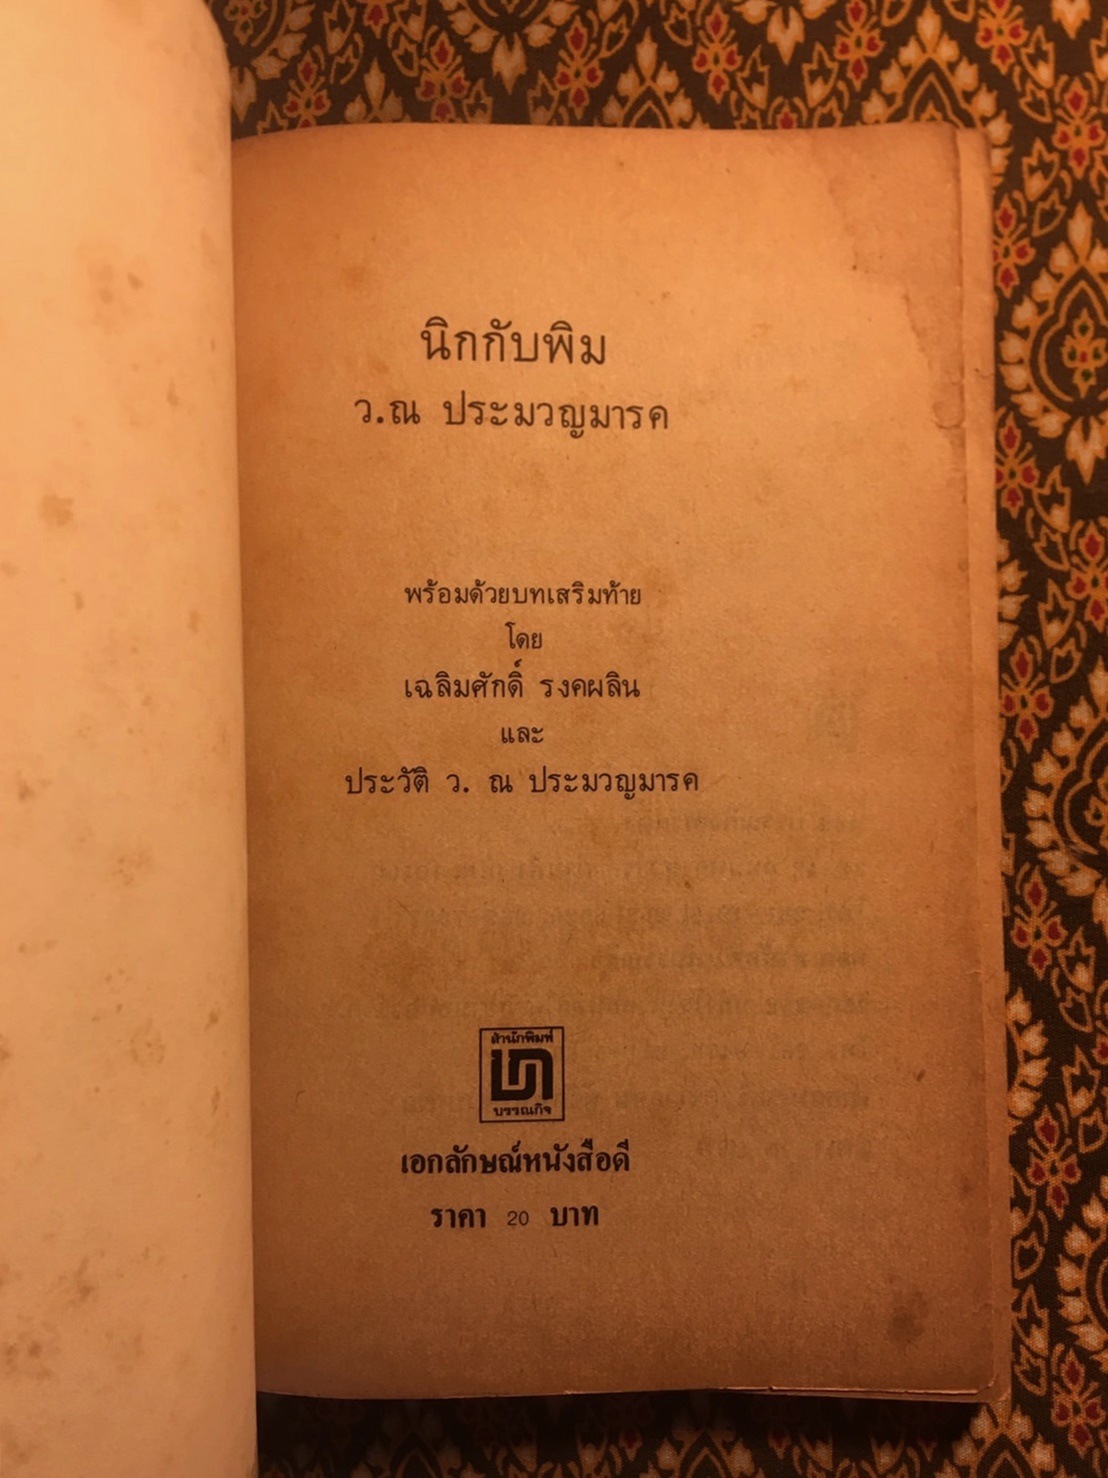 นิกกับพิม
ว.ณ ประมวญมารค
พร้อมด้วยบทเสริมท้าย
โดย
เฉลิมศักดิ์ รงคผลิน
และ
ประวัติ ว. ณ ประมวญมารค
สำนักพิมพ์
บรรณกิจ
เอกลักษณ์หนังสือดี
ราคา 20 บาท